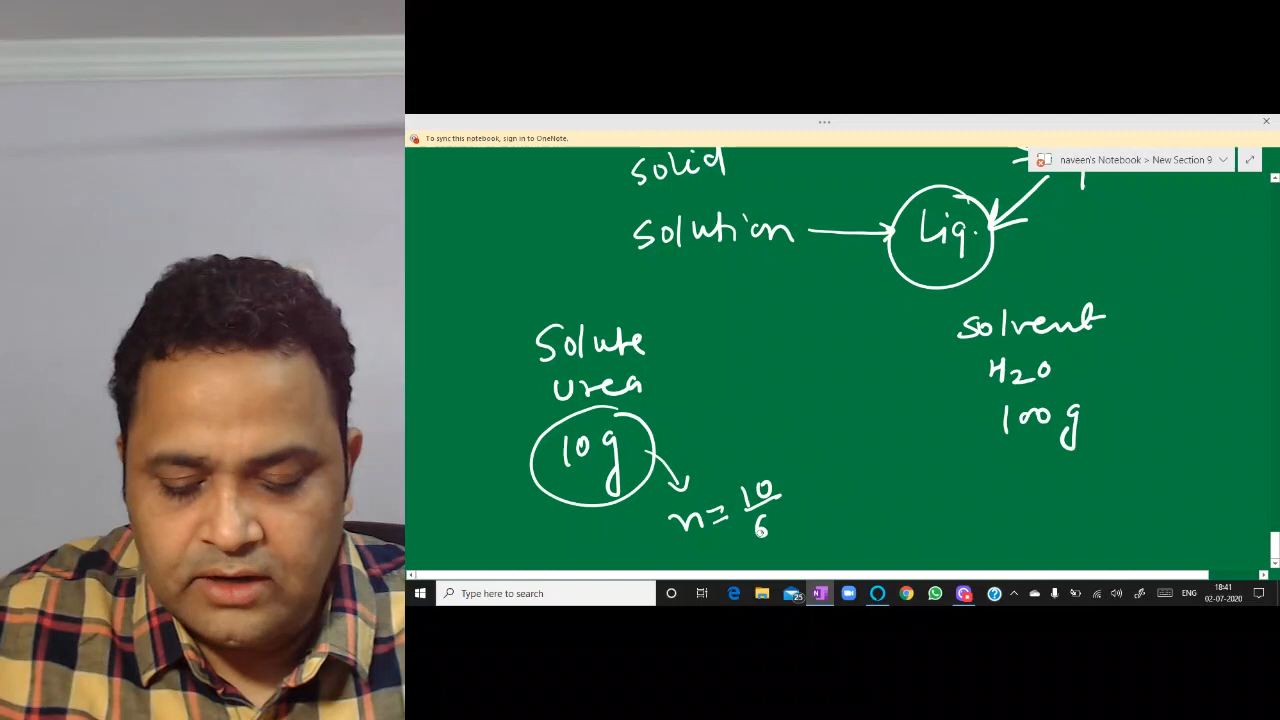 To sync this notebook, sign in to OneNote.
naveen's Notebook > New Section 9
solid
solution
Liq.
Solute
urea
10 g
n = 10/6
solvent
H2O
100 g
Type here to search
25
ENG
18:41
02-07-2020